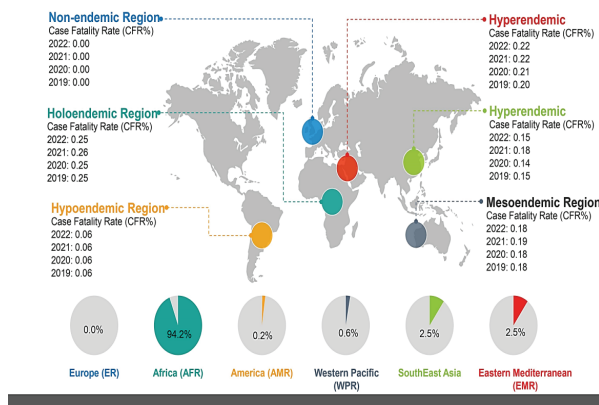 Non-endemic Region
Case Fatality Rate (CFR%)
2022: 0.00
2021: 0.00
2020: 0.00
2019: 0.00
Holoendemic Region
Case Fatality Rate (CFR%)
2022: 0.25
2021: 0.26
2020: 0.25
2019: 0.25
Hypoendemic Region
Case Fatality Rate (CFR%)
2022: 0.06
2021: 0.06
2020: 0.06
2019: 0.06
Hyperendemic
Case Fatality Rate (CFR%)
2022: 0.22
2021: 0.22
2020: 0.21
2019: 0.20
Hyperendemic
Case Fatality Rate (CFR%)
2022: 0.15
2021: 0.18
2020: 0.14
2019: 0.15
Mesoendemic Region
Case Fatality Rate (CFR%)
2022: 0.18
2021: 0.19
2020: 0.18
2019: 0.18
0.0%
94.2%
0.2%
0.6%
2.5%
2.5%
Europe (ER)
Africa (AFR)
America (AMR)
Western Pacific
(WPR)
SouthEast Asia
Eastern Mediterranean
(EMR)